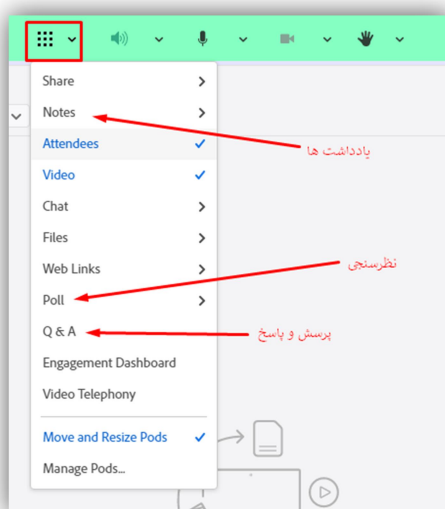 Share
Notes
Attendees
یادداشت ها
Video
Chat
Files
Web Links
نظرسنجی
Poll
Q & A
پرسش و پاسخ
Engagement Dashboard
Video Telephony
Move and Resize Pods
Manage Pods...